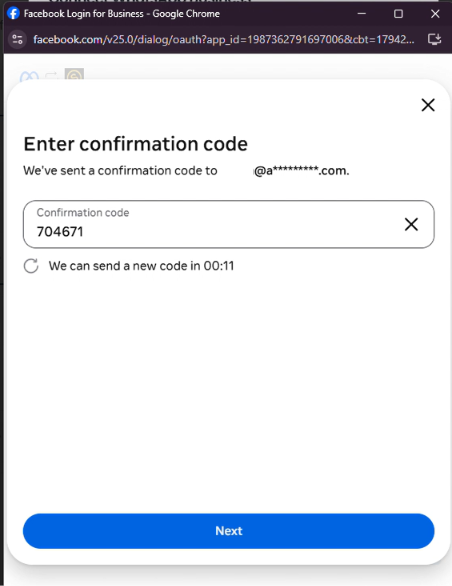 Facebook Login for Business - Google Chrome
facebook.com/v25.0/dialog/oauth?app_id=1987362791697006&cbt=17942...
Enter confirmation code
We've sent a confirmation code to @a*********.com.
Confirmation code
704671
We can send a new code in 00:11
Next